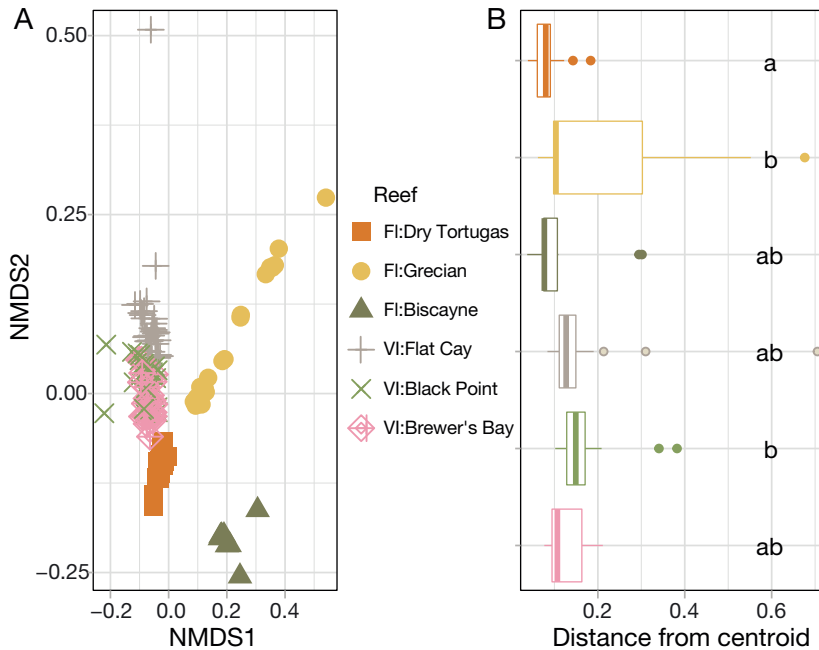 A
0.50
0.25
0.00
−0.25
NMDS2
−0.2
0.0
0.2
0.4
NMDS1
Reef
Fl:Dry Tortugas
Fl:Grecian
Fl:Biscayne
VI:Flat Cay
VI:Black Point
VI:Brewer's Bay
B
a
b
ab
ab
b
ab
0.2
0.4
0.6
Distance from centroid